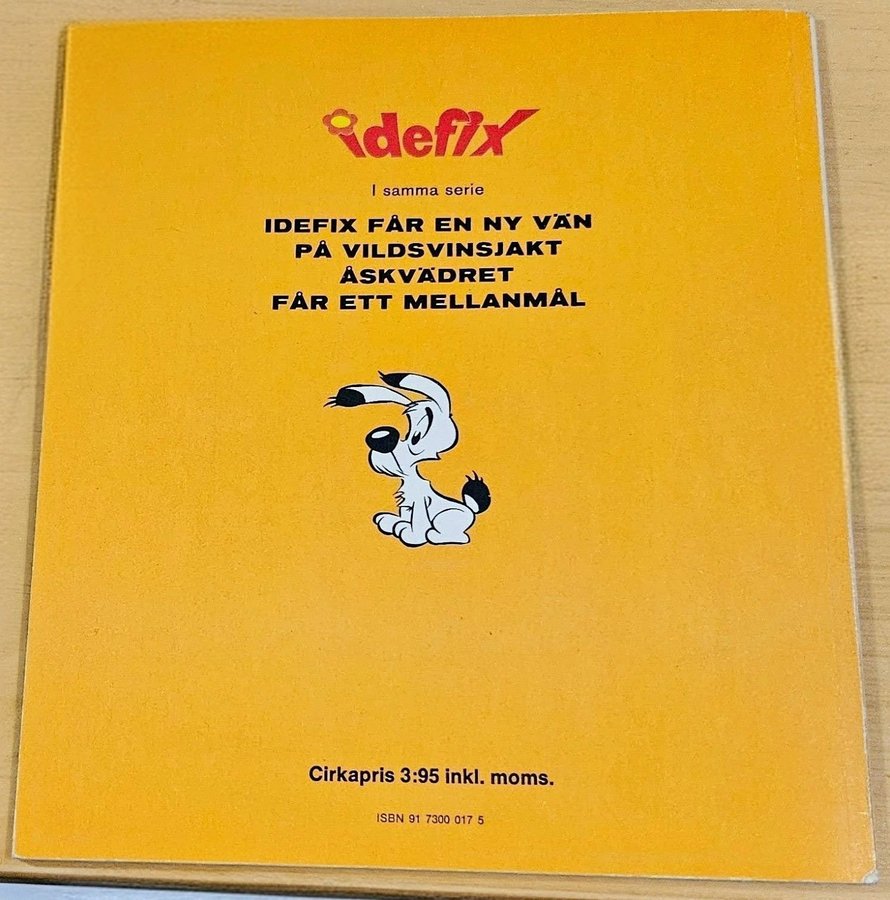 idefix
I samma serie
IDEFIX FÅR EN NY VÄN
PÅ VILDSVINSJAKT
ÅSKVÄDRET
FÅR ETT MELLANMÅL
Cirkapris 3:95 inkl. moms.
ISBN 91 7300 017 5